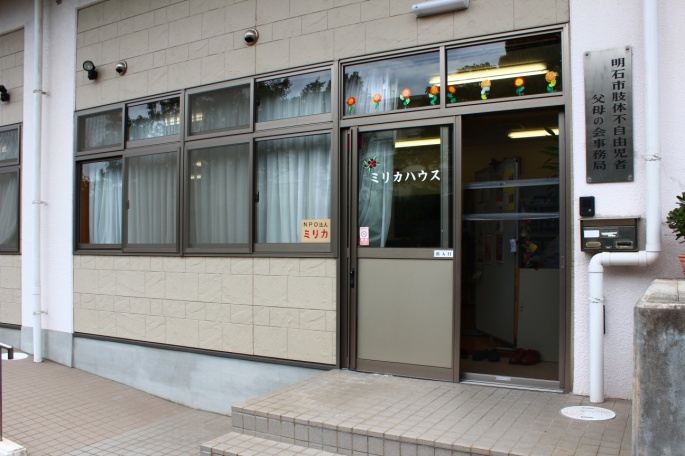 明石市肢体不自由児者
父母の会事務局
ミリカハウス
NPO法人
ミリカ